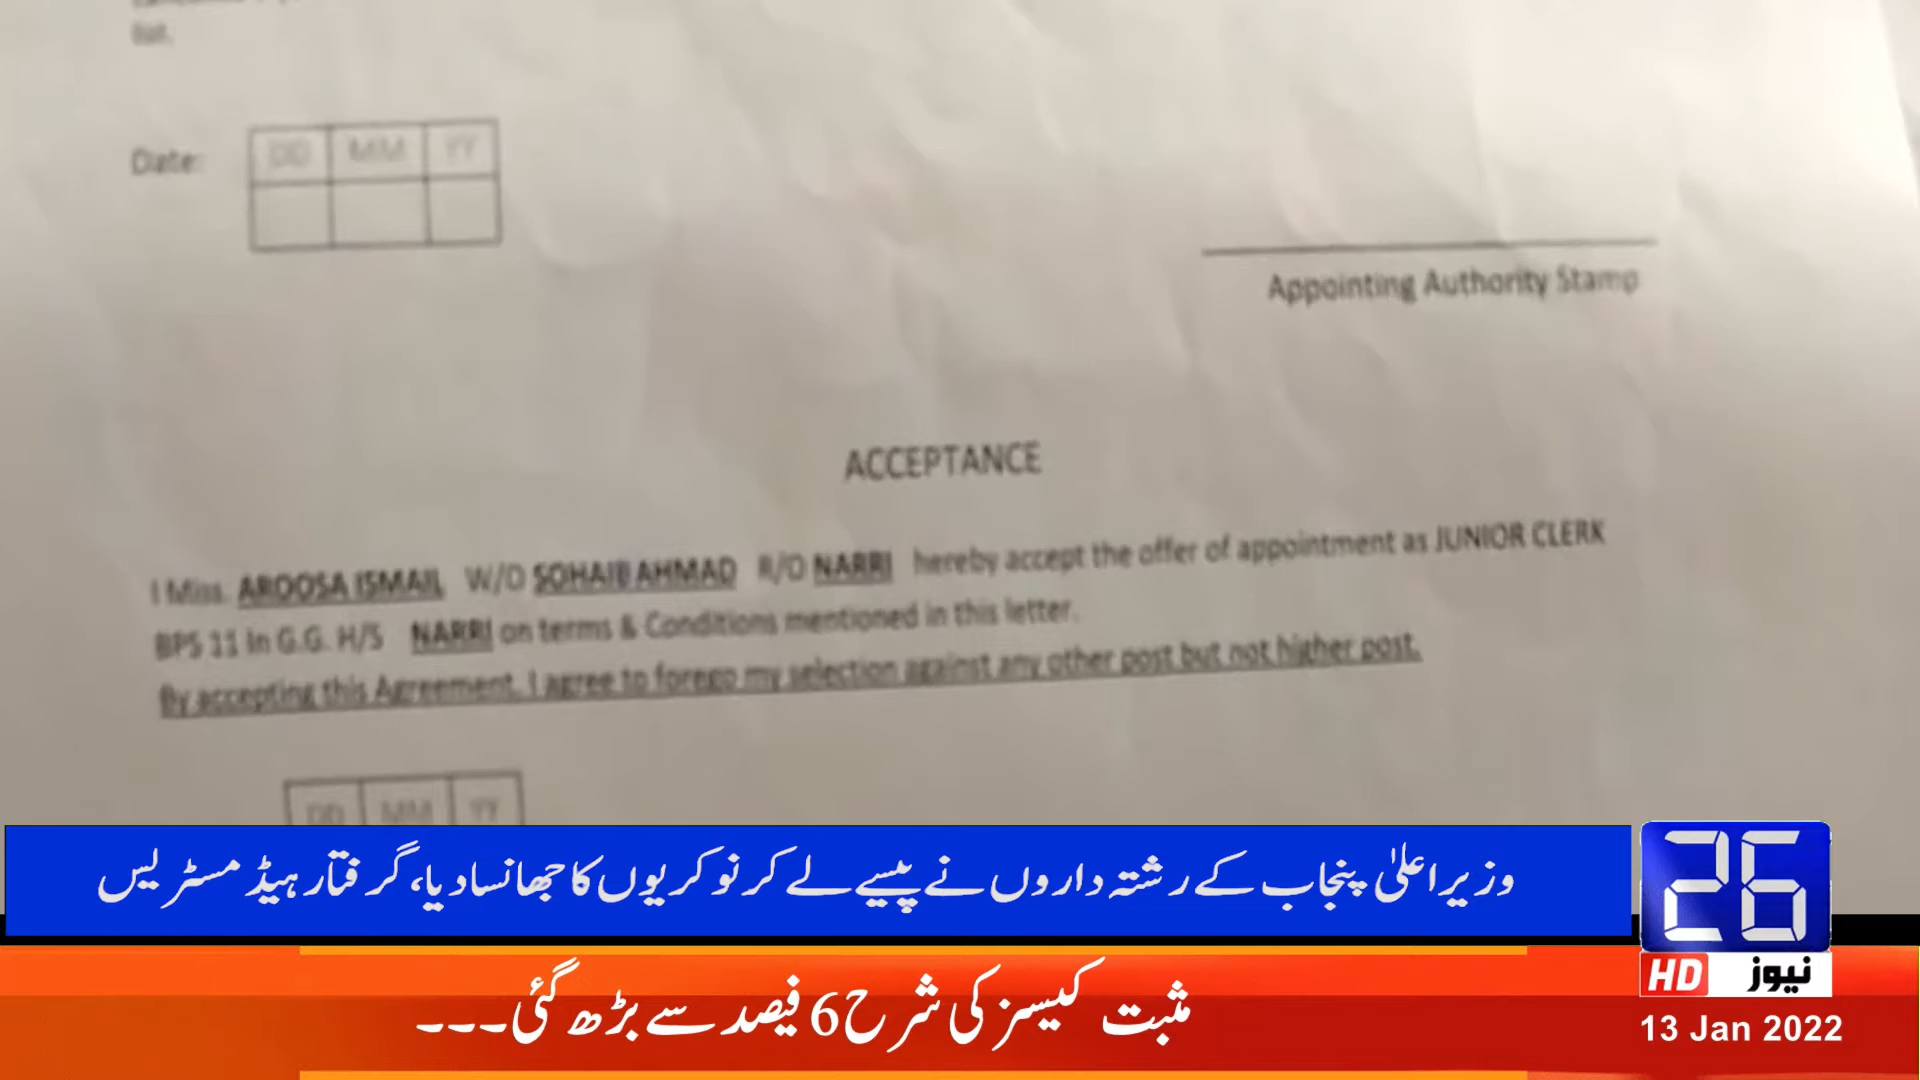 list.
Date:
DD MM YY
Appointing Authority Stamp
ACCEPTANCE
I Miss. AROOSA ISMAIL W/O SOHAIB AHMAD R/O NARRI hereby accept the offer of appointment as JUNIOR CLERK
BPS 11 In G.G. H/S NARRI on terms & Conditions mentioned in this letter.
By accepting this Agreement, I agree to forego my selection against any other post but not higher post.
DD MM YY
وزیراعلیٰ پنجاب کے رشتہ داروں نے پیسے لے کر نوکریوں کا جھانسا دیا، گرفتار ہیڈ مسٹریس
26
HD نیوز
مثبت کیسز کی شرح 6 فیصد سے بڑھ گئی ۔۔۔
13 Jan 2022